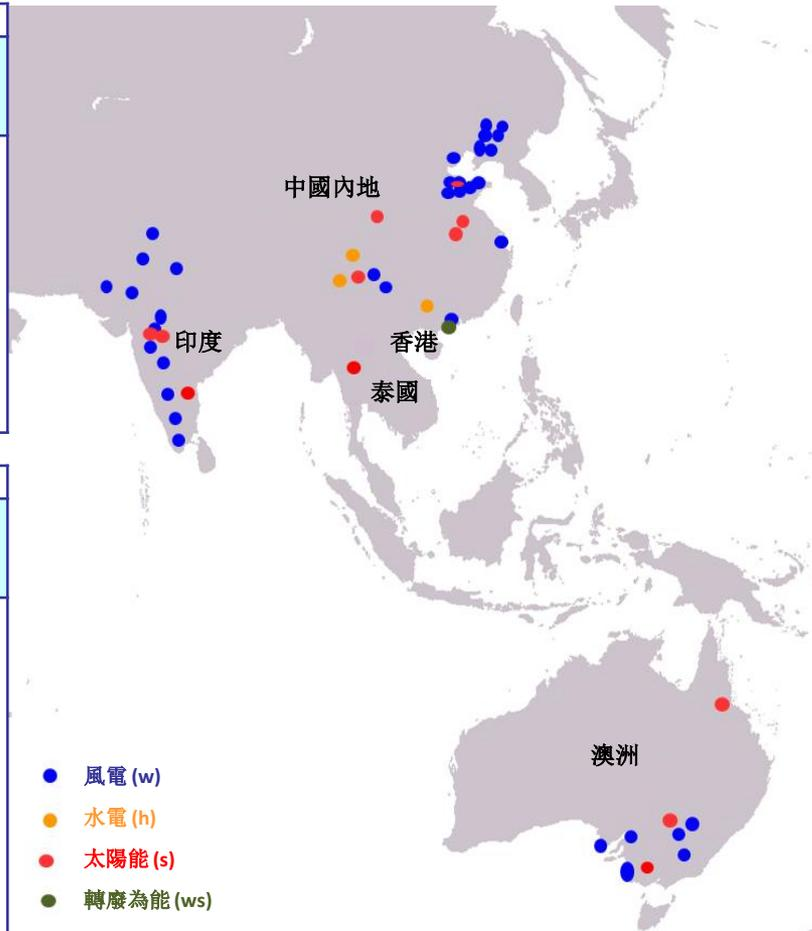 中國內地
印度
香港
泰國
澳洲
風電 (w)
水電 (h)
太陽能 (s)
轉廢為能 (ws)